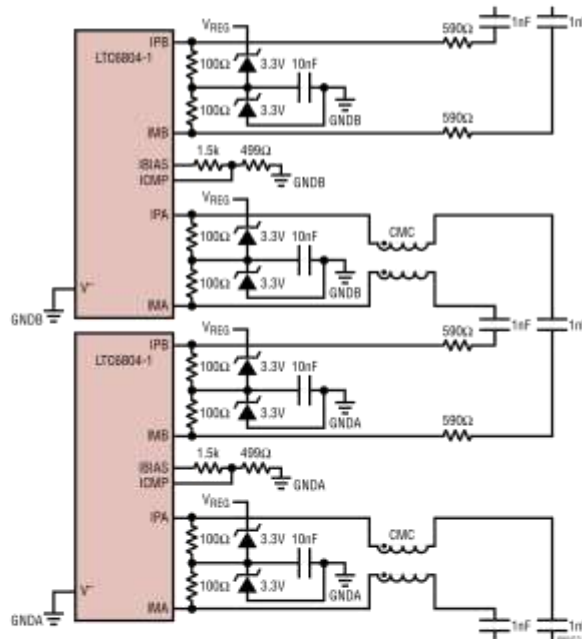 1nF 1nF
590Ω
VREG
IPB
LTC6804-1
100Ω 3.3V 10nF
100Ω 3.3V
GNDB
590Ω
IMB
1.5k 499Ω
IBIAS
ICMP
GNDB
VREG
IPA
CMC
100Ω 3.3V 10nF
100Ω 3.3V
GNDB
V−
IMA
GNDB
1nF
VREG
590Ω
IPB
LTC6804-1
100Ω 3.3V 10nF
100Ω 3.3V
GNDA
590Ω
IMB
1.5k 499Ω
IBIAS
ICMP
GNDA
VREG
IPA
CMC
100Ω 3.3V 10nF
100Ω 3.3V
GNDA
V−
IMA
GNDA
1nF